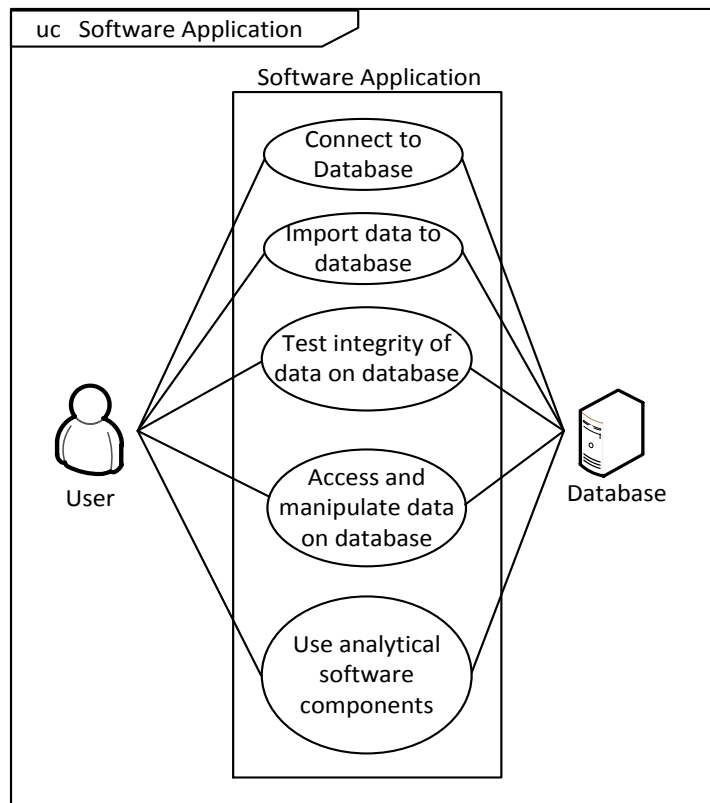 uc Software Application
Software Application
Connect to
Database
Import data to
database
Test integrity of
data on database
User
Access and
manipulate data
on database
Database
Use analytical
software
components